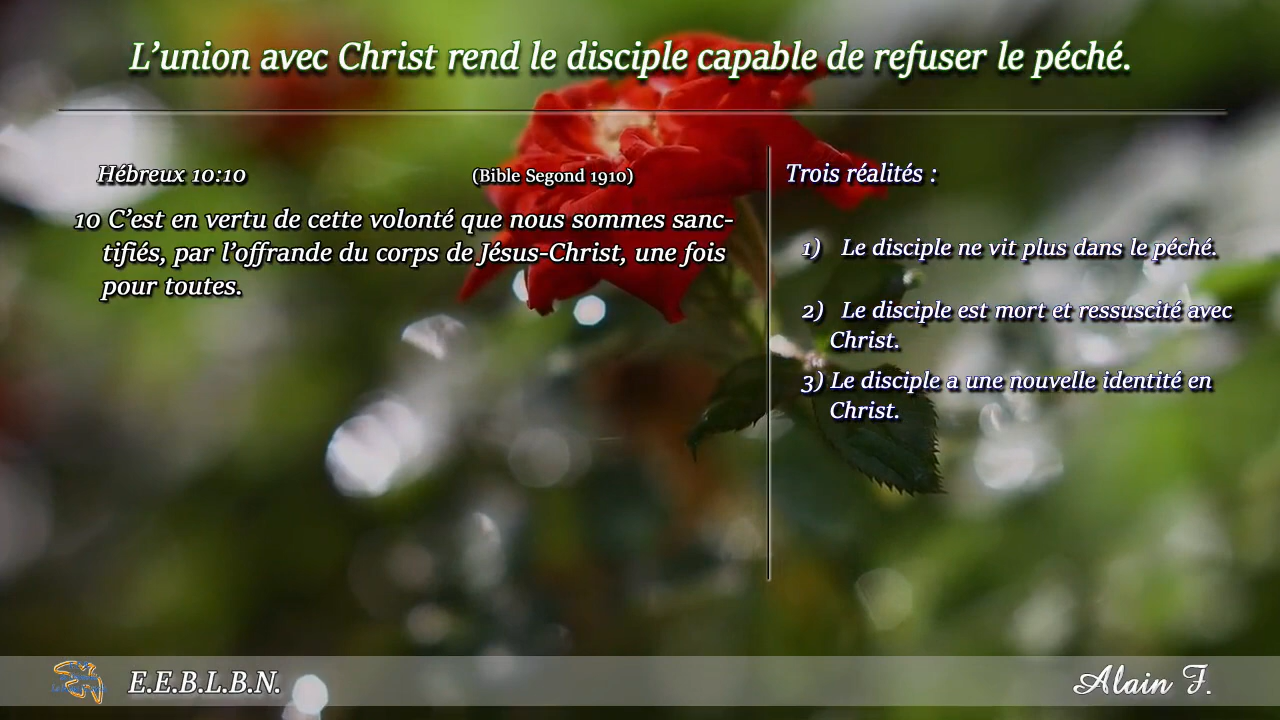 L’union avec Christ rend le disciple capable de refuser le péché.
Hébreux 10:10 (Bible Segond 1910)
10 C’est en vertu de cette volonté que nous sommes sanc-
tifiés, par l’offrande du corps de Jésus-Christ, une fois
pour toutes.
Trois réalités :
1) Le disciple ne vit plus dans le péché.
2) Le disciple est mort et ressuscité avec
Christ.
3) Le disciple a une nouvelle identité en
Christ.
E.E.B.L.B.N.
Alain F.